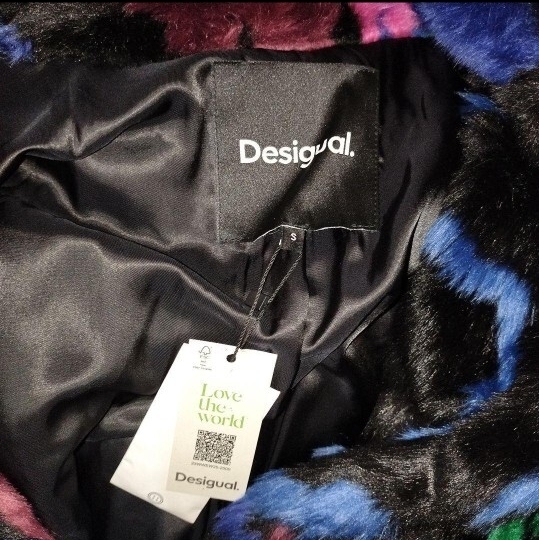 Desigual.
S
Love
the
world
Desigual.